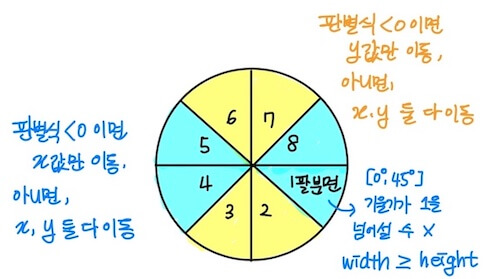 판별식 < 0 이면
y값만 이동,
아니면,
x, y 둘 다 이동
판별식 < 0 이면
x값만 이동,
아니면,
x, y 둘 다 이동
6
7
5
8
4
1팔분면
3
2
[0°, 45°]
기울기가 1을
넘어설 수 X
width ≥ height